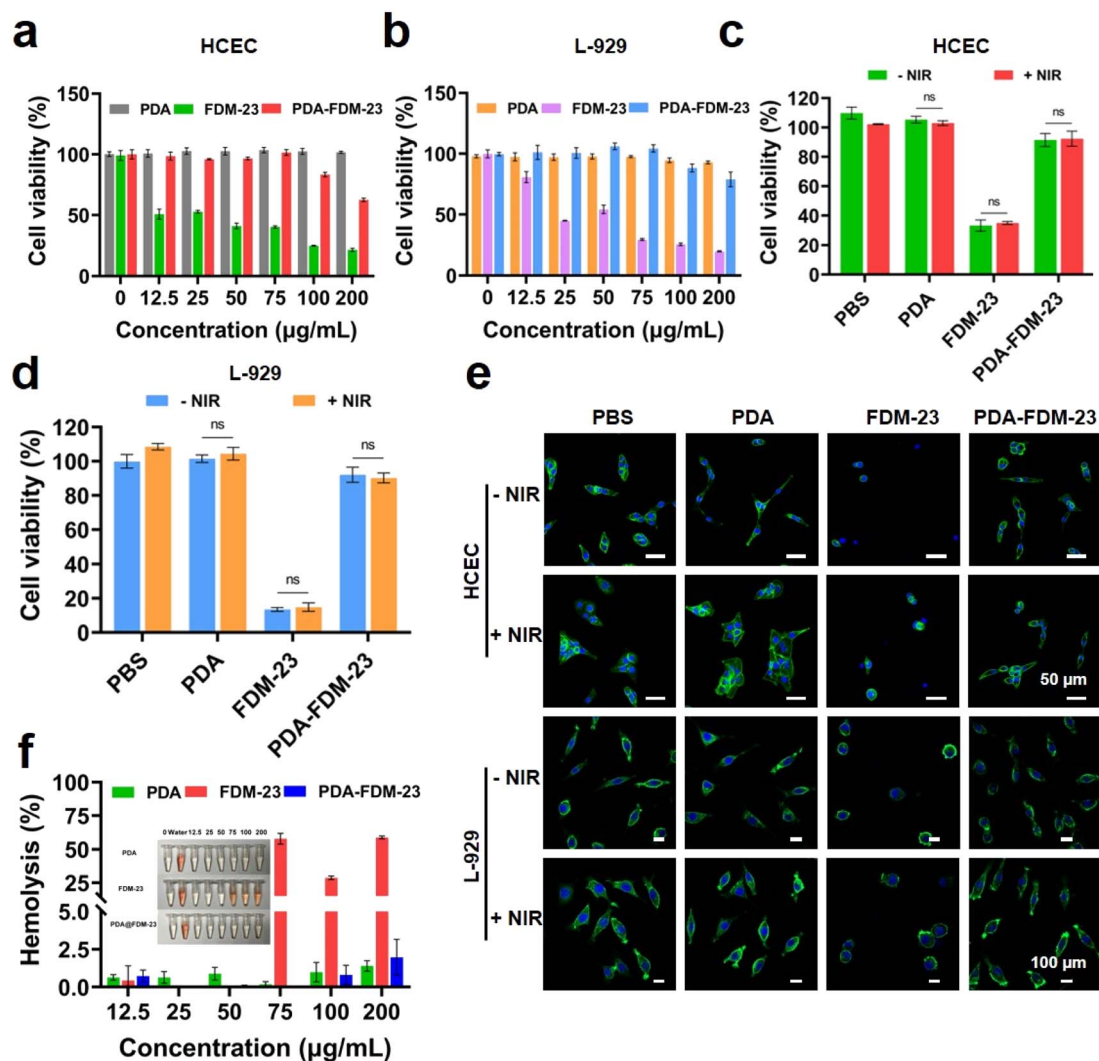 a
HCEC
PDA FDM-23 PDA-FDM-23
Cell viability (%)
150
100
50
0
0 12.5 25 50 75 100 200
Concentration (µg/mL)
b
L-929
PDA FDM-23 PDA-FDM-23
Cell viability (%)
150
100
50
0
0 12.5 25 50 75 100 200
Concentration (µg/mL)
c
HCEC
- NIR + NIR
Cell viability (%)
120
100
80
60
40
20
0
ns
ns
ns
PBS PDA FDM-23 PDA-FDM-23
d
L-929
- NIR + NIR
Cell viability (%)
120
100
80
60
40
20
0
ns
ns
ns
PBS PDA FDM-23 PDA-FDM-23
e
PBS PDA FDM-23 PDA-FDM-23
HCEC
- NIR
+ NIR
50 µm
L-929
- NIR
+ NIR
100 µm
f
PDA FDM-23 PDA-FDM-23
Hemolysis (%)
100
75
50
25
5.0
2.5
0.0
0 Water 12.5 25 50 75 100 200
PDA
FDM-23
PDA@FDM-23
12.5 25 50 75 100 200
Concentration (µg/mL)